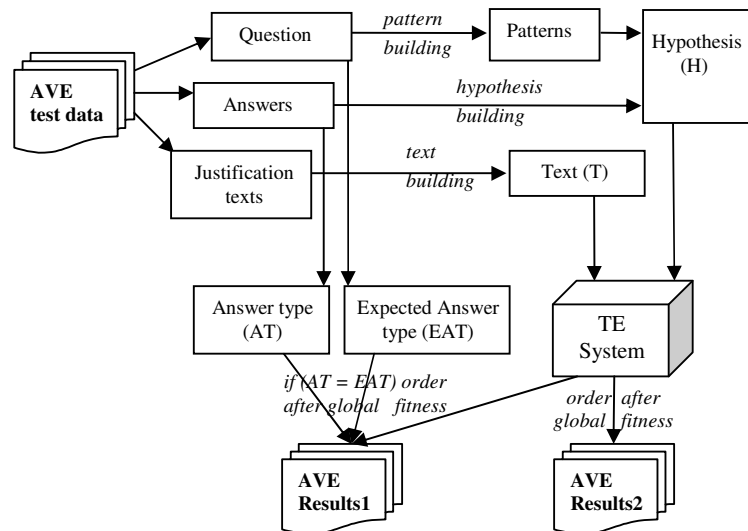 Question
pattern
building
Patterns
Hypothesis
(H)
AVE
test data
Answers
hypothesis
building
Justification
texts
text
building
Text (T)
Answer type
(AT)
Expected Answer
type (EAT)
TE
System
if (AT = EAT) order
after global fitness
order after
global fitness
AVE
Results1
AVE
Results2